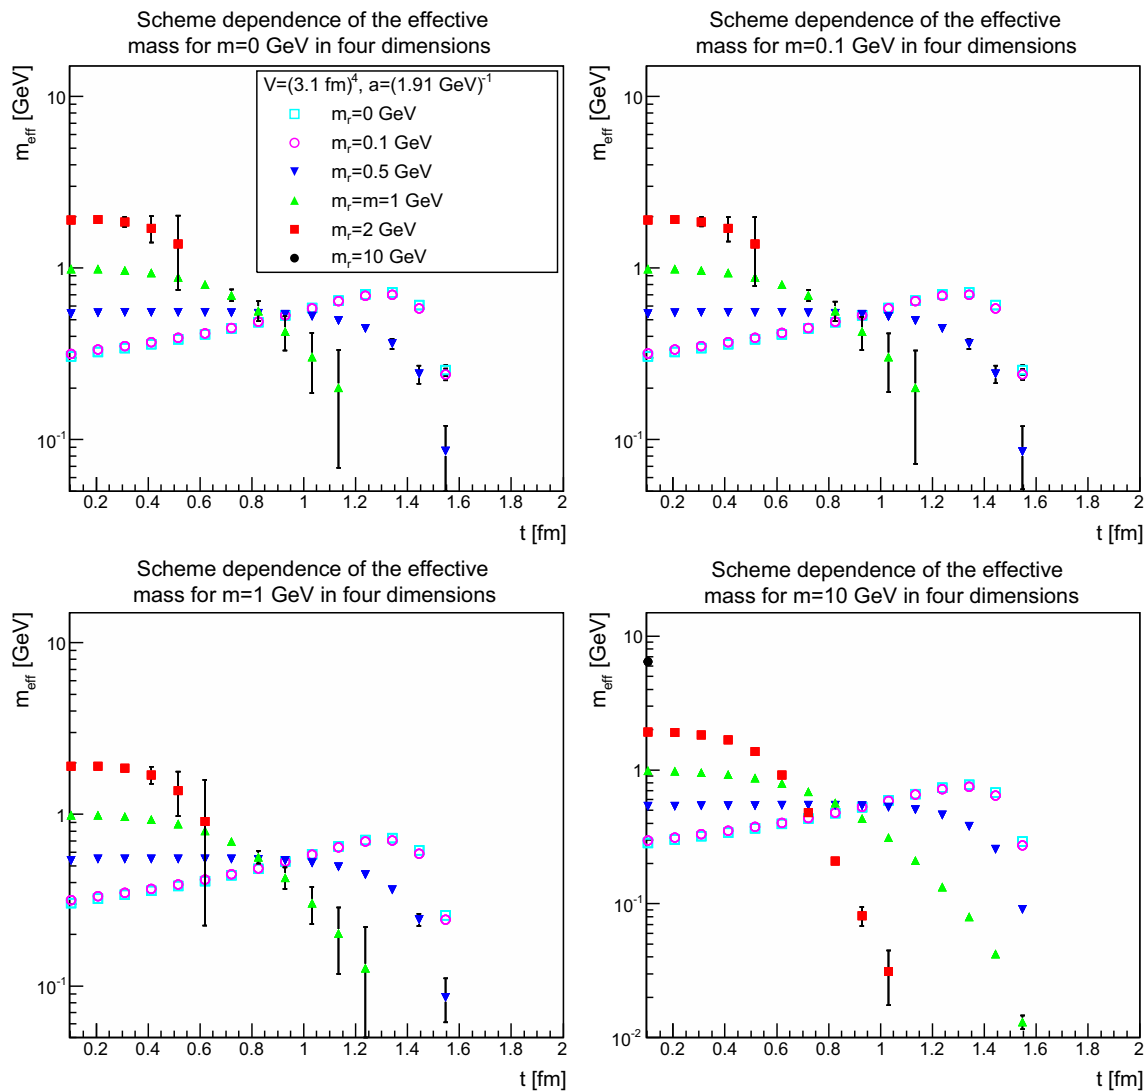 Scheme dependence of the effective
mass for m=0 GeV in four dimensions
m_eff [GeV]
10
1
10^-1
V=(3.1 fm)^4, a=(1.91 GeV)^-1
m_r=0 GeV
m_r=0.1 GeV
m_r=0.5 GeV
m_r=m=1 GeV
m_r=2 GeV
m_r=10 GeV
0.2 0.4 0.6 0.8 1 1.2 1.4 1.6 1.8 2
t [fm]
Scheme dependence of the effective
mass for m=0.1 GeV in four dimensions
m_eff [GeV]
10
1
10^-1
0.2 0.4 0.6 0.8 1 1.2 1.4 1.6 1.8 2
t [fm]
Scheme dependence of the effective
mass for m=1 GeV in four dimensions
m_eff [GeV]
10
1
10^-1
0.2 0.4 0.6 0.8 1 1.2 1.4 1.6 1.8 2
t [fm]
Scheme dependence of the effective
mass for m=10 GeV in four dimensions
m_eff [GeV]
10
1
10^-1
10^-2
0.2 0.4 0.6 0.8 1 1.2 1.4 1.6 1.8 2
t [fm]